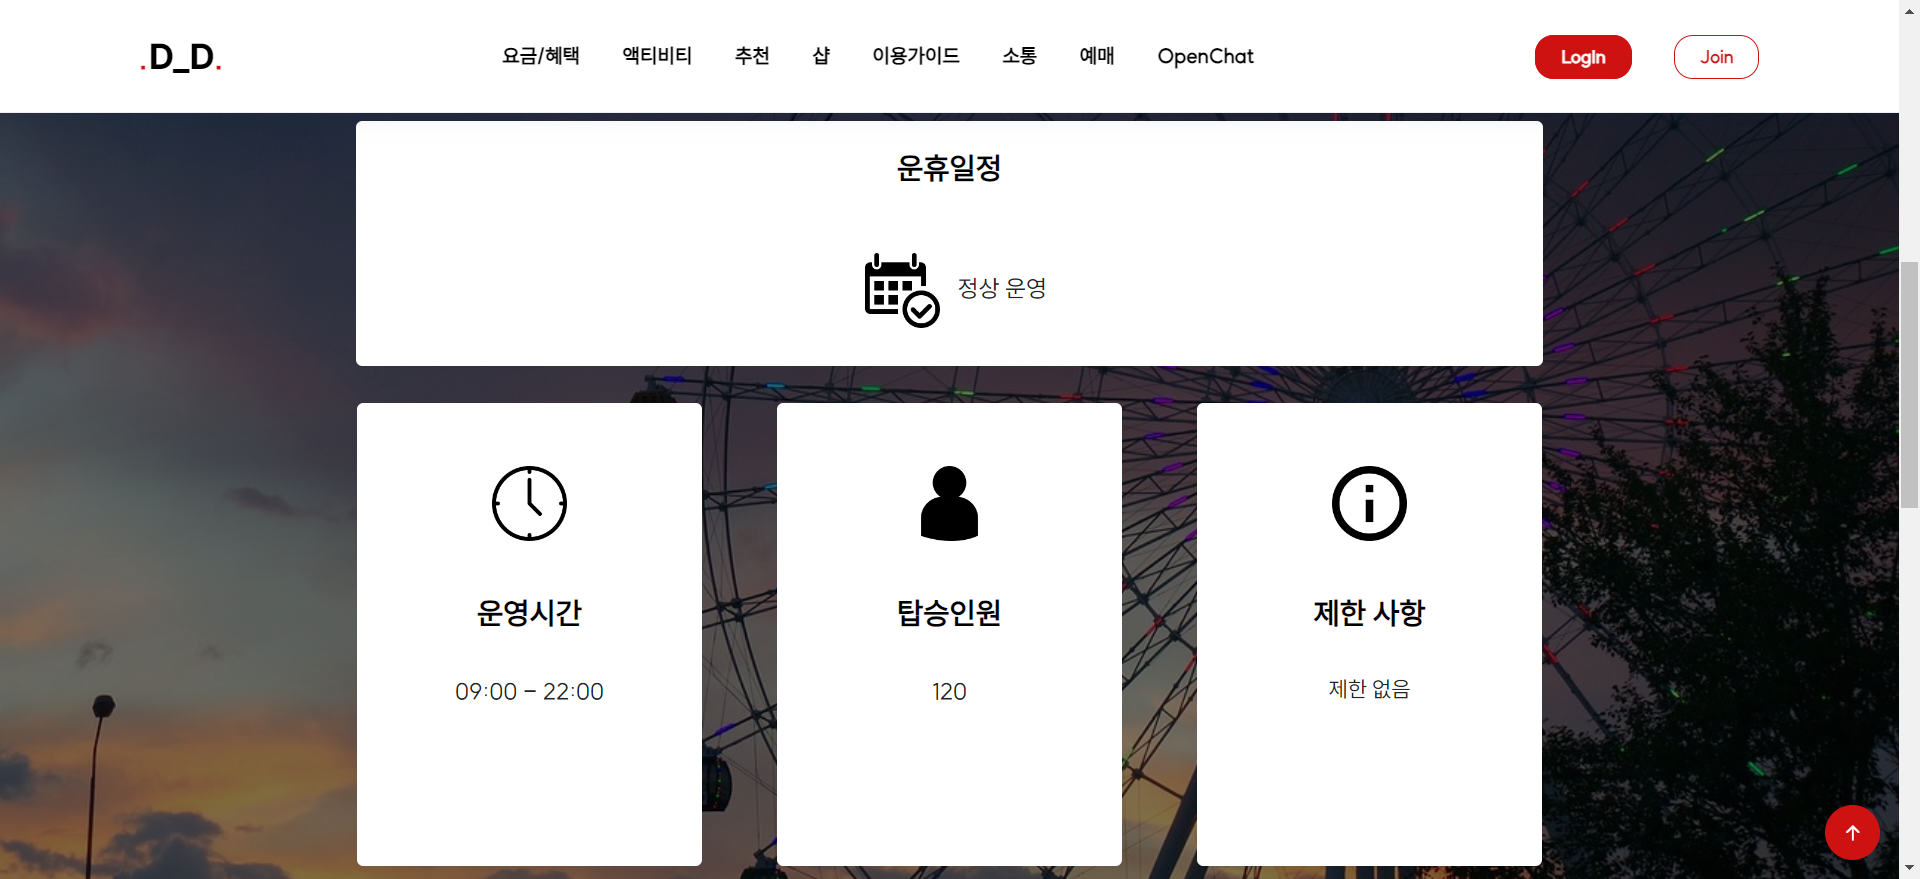 .D_D.
요금/혜택 액티비티 추천 샵 이용가이드 소통 예매 OpenChat LogIn Join
운휴일정
정상 운영
운영시간
09:00 - 22:00
탑승인원
120
제한 사항
제한 없음